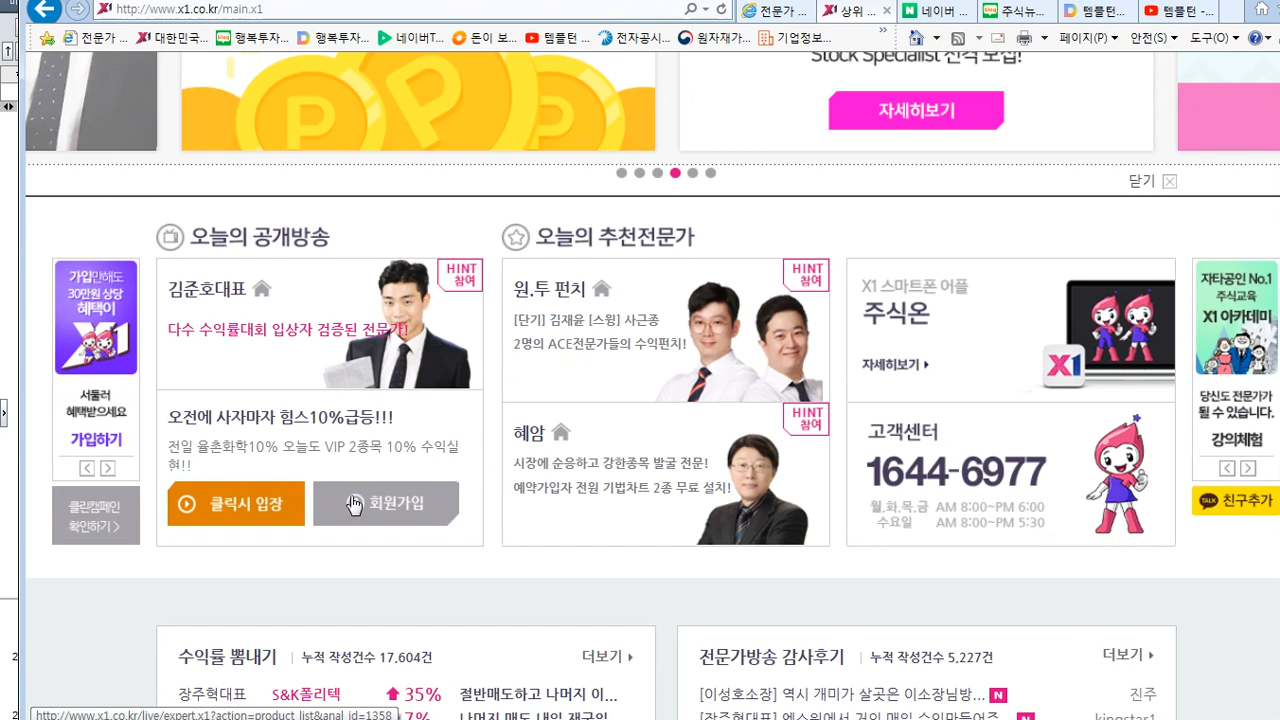 http://www.x1.co.kr/main.x1
전문가 ...
상위 ...
네이버 ...
주식뉴...
템플턴...
템플턴 -...
전문가 ...
대한민국...
행복투자...
행복투자...
네이버T...
돈이 보...
템플턴 ...
전자공시...
원자재가...
기업정보...
페이지(P)
안전(S)
도구(O)
P P P
Stock Specialist 전격 모집!
자세히보기
닫기
오늘의 공개방송
오늘의 추천전문가
가입만해도
30만원 상당
혜택이
X1
서둘러
혜택받으세요
가입하기
클린캠페인
확인하기 >
김준호대표
HINT
참여
다수 수익률대회 입상자 검증된 전문가!
오전에 사자마자 힘스10%급등!!!
전일 율촌화학10% 오늘도 VIP 2종목 10% 수익실
현!!
클릭시 입장
회원가입
원.투 펀치
HINT
참여
[단기] 김재윤 [스윙] 사근종
2명의 ACE전문가들의 수익펀치!
혜암
HINT
참여
시장에 순응하고 강한종목 발굴 전문!
예약가입자 전원 기법차트 2종 무료 설치!
X1 스마트폰 어플
주식온
자세히보기
X1
고객센터
1644-6977
월,화,목,금 AM 8:00~PM 6:00
수요일 AM 8:00~PM 5:30
자타공인 No.1
주식교육
X1 아카데미
당신도 전문가가
될 수 있습니다.
강의체험
TALK 친구추가
수익률 뽐내기
누적 작성건수 17,604건
더보기
장주혁대표
S&K폴리텍
35%
절반매도하고 나머지 이...
전문가방송 감사후기
누적 작성건수 5,227건
더보기
[이성호소장] 역시 개미가 살곳은 이소장님방...
N
진주
http://www.x1.co.kr/live/expert.x1?action=product_list&anal_id=1358
7%
kingstar1